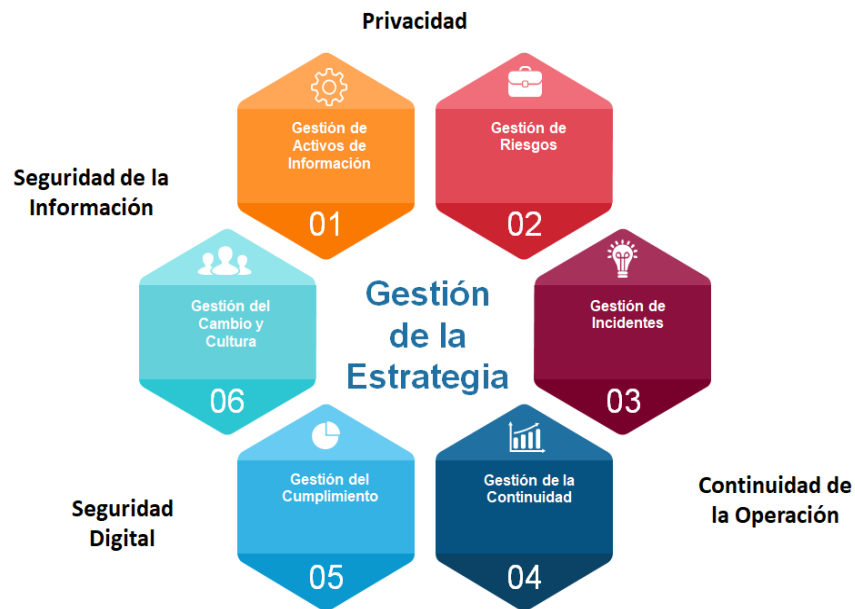 Privacidad
Gestión de
Activos de
Información
01
Gestión de
Riesgos
02
Seguridad de la
Información
Gestión del
Cambio y
Cultura
06
Gestión
de la
Estrategia
Gestión de
Incidentes
03
Seguridad
Digital
Gestión del
Cumplimiento
05
Gestión de la
Continuidad
04
Continuidad de
la Operación